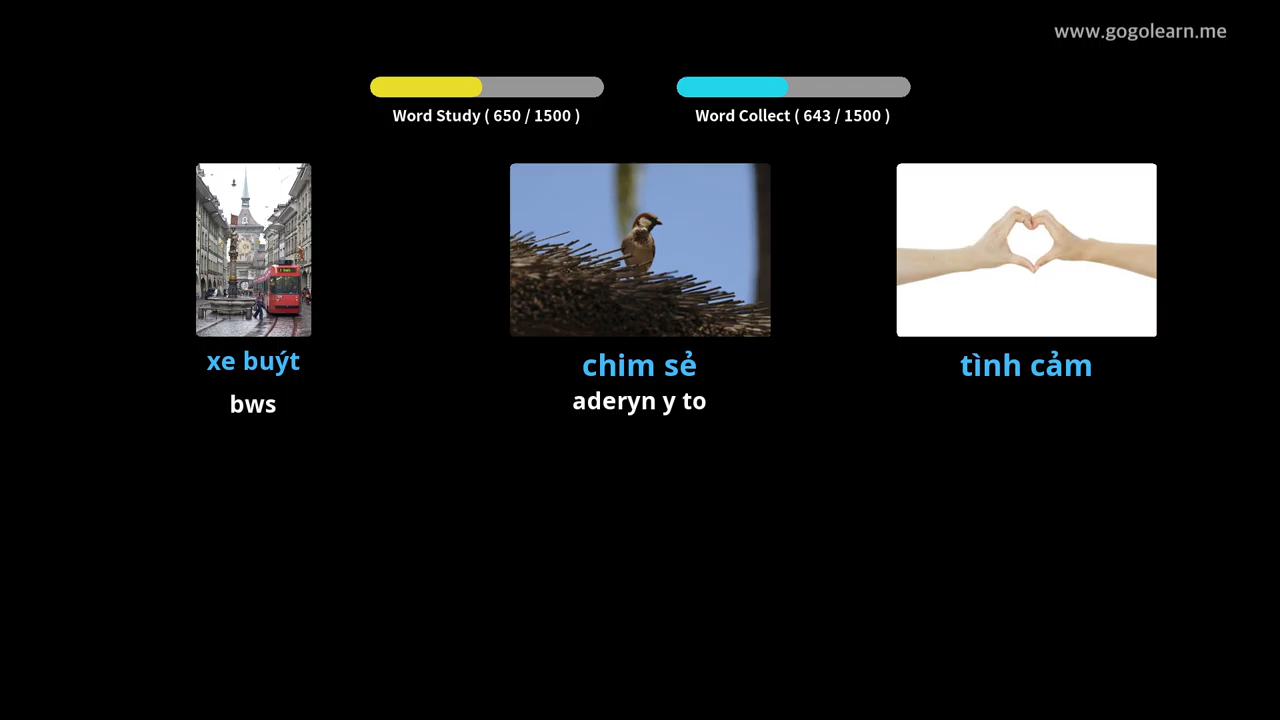 www.gogolearn.me
Word Study ( 650 / 1500 )
Word Collect ( 643 / 1500 )
xe buýt
bws
chim sẻ
aderyn y to
tình cảm